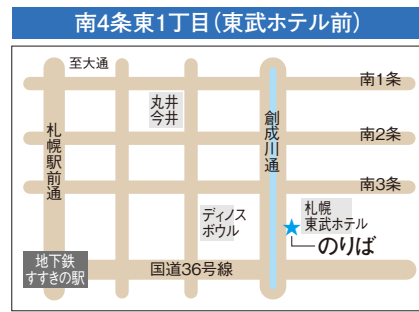 南4条東1丁目（東武ホテル前）
至大通
南1条
丸井
今井
創成川通
札幌駅前通
南2条
南3条
ディノス
ボウル
札幌
東武ホテル
のりば
地下鉄
すすきの駅
国道36号線